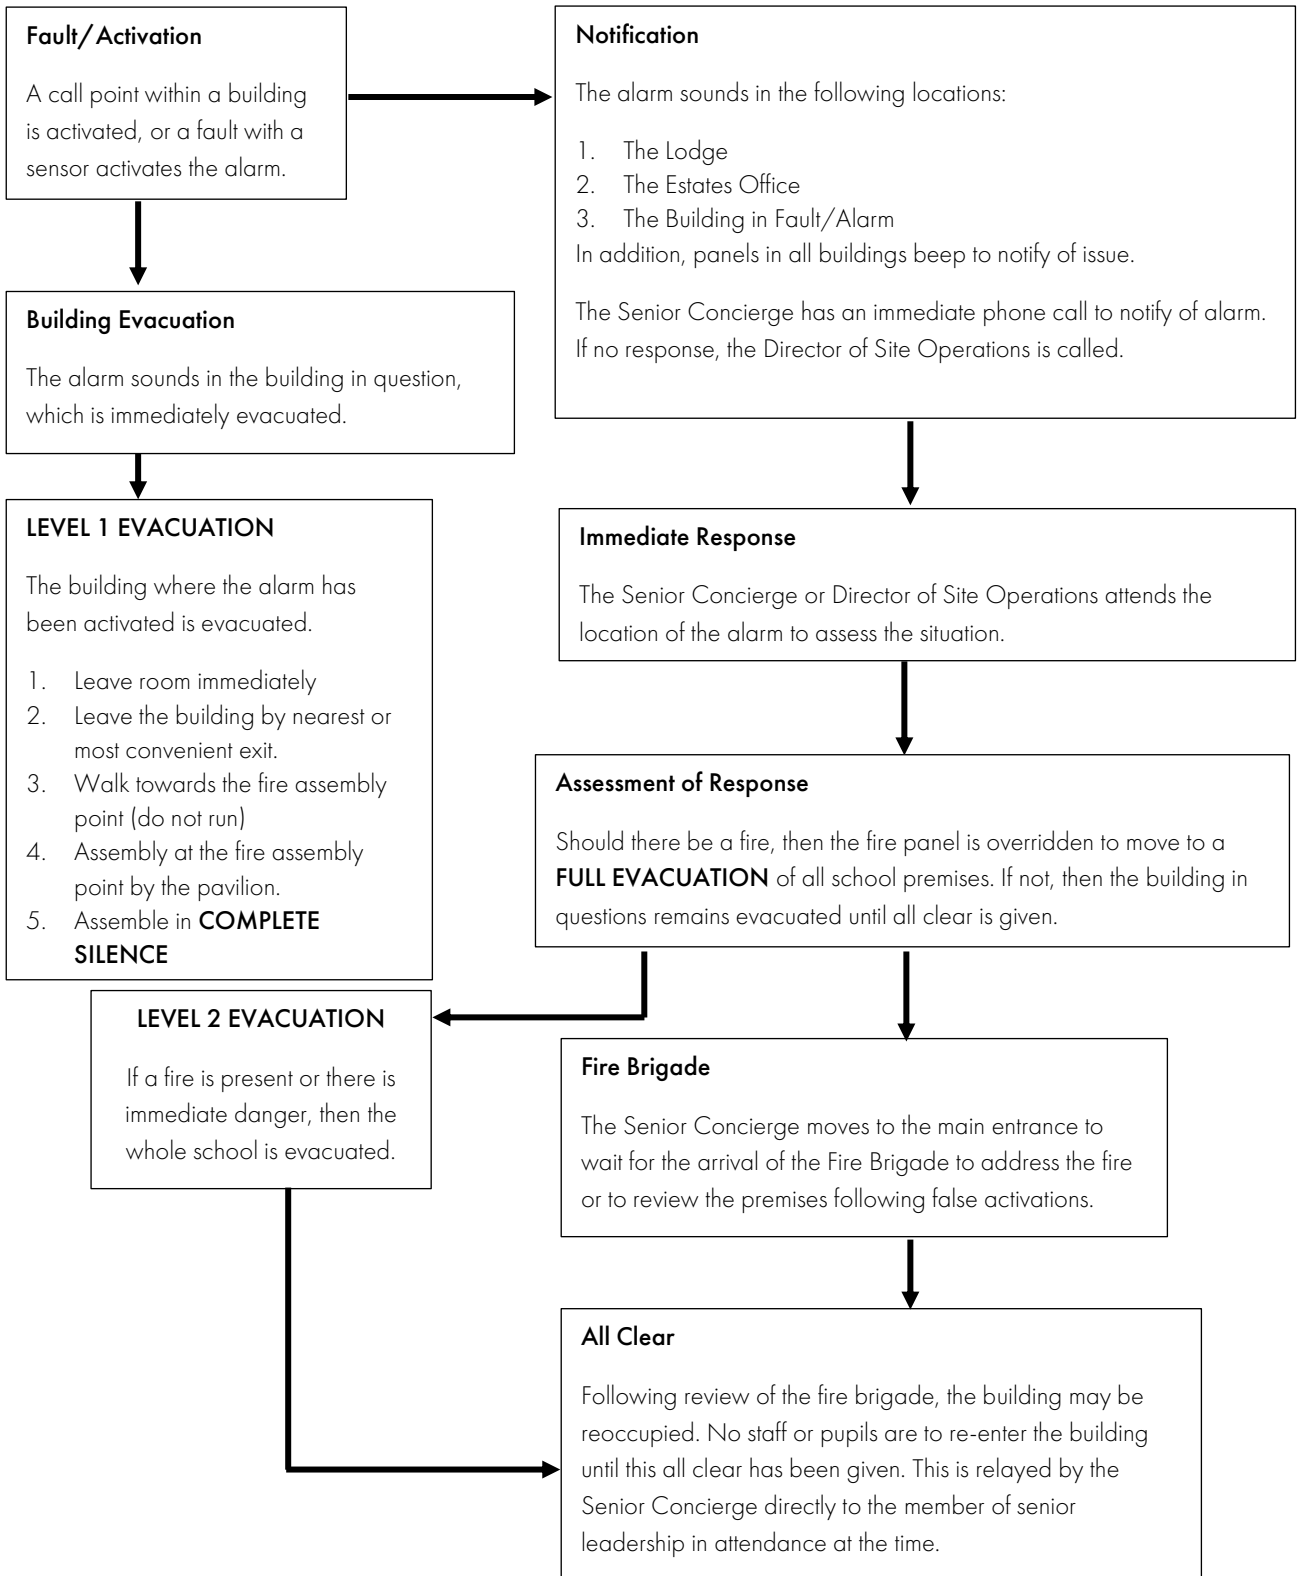 Fault/Activation
A call point within a building
is activated, or a fault with a
sensor activates the alarm.
Notification
The alarm sounds in the following locations:
1. The Lodge
2. The Estates Office
3. The Building in Fault/Alarm
In addition, panels in all buildings beep to notify of issue.
The Senior Concierge has an immediate phone call to notify of alarm.
If no response, the Director of Site Operations is called.
Building Evacuation
The alarm sounds in the building in question,
which is immediately evacuated.
LEVEL 1 EVACUATION
The building where the alarm has
been activated is evacuated.
1. Leave room immediately
2. Leave the building by nearest or
most convenient exit.
3. Walk towards the fire assembly
point (do not run)
4. Assembly at the fire assembly
point by the pavilion.
5. Assemble in COMPLETE
SILENCE
Immediate Response
The Senior Concierge or Director of Site Operations attends the
location of the alarm to assess the situation.
Assessment of Response
Should there be a fire, then the fire panel is overridden to move to a
FULL EVACUATION of all school premises. If not, then the building in
questions remains evacuated until all clear is given.
LEVEL 2 EVACUATION
If a fire is present or there is
immediate danger, then the
whole school is evacuated.
Fire Brigade
The Senior Concierge moves to the main entrance to
wait for the arrival of the Fire Brigade to address the fire
or to review the premises following false activations.
All Clear
Following review of the fire brigade, the building may be
reoccupied. No staff or pupils are to re-enter the building
until this all clear has been given. This is relayed by the
Senior Concierge directly to the member of senior
leadership in attendance at the time.